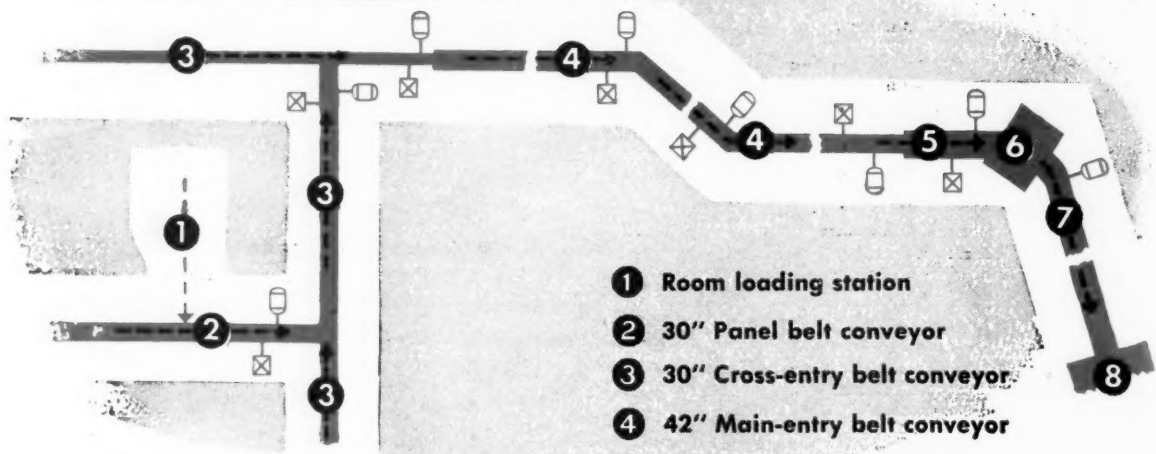 3
4
4
5
6
3
7
1
2
3
8
1 Room loading station
2 30" Panel belt conveyor
3 30" Cross-entry belt conveyor
4 42" Main-entry belt conveyor